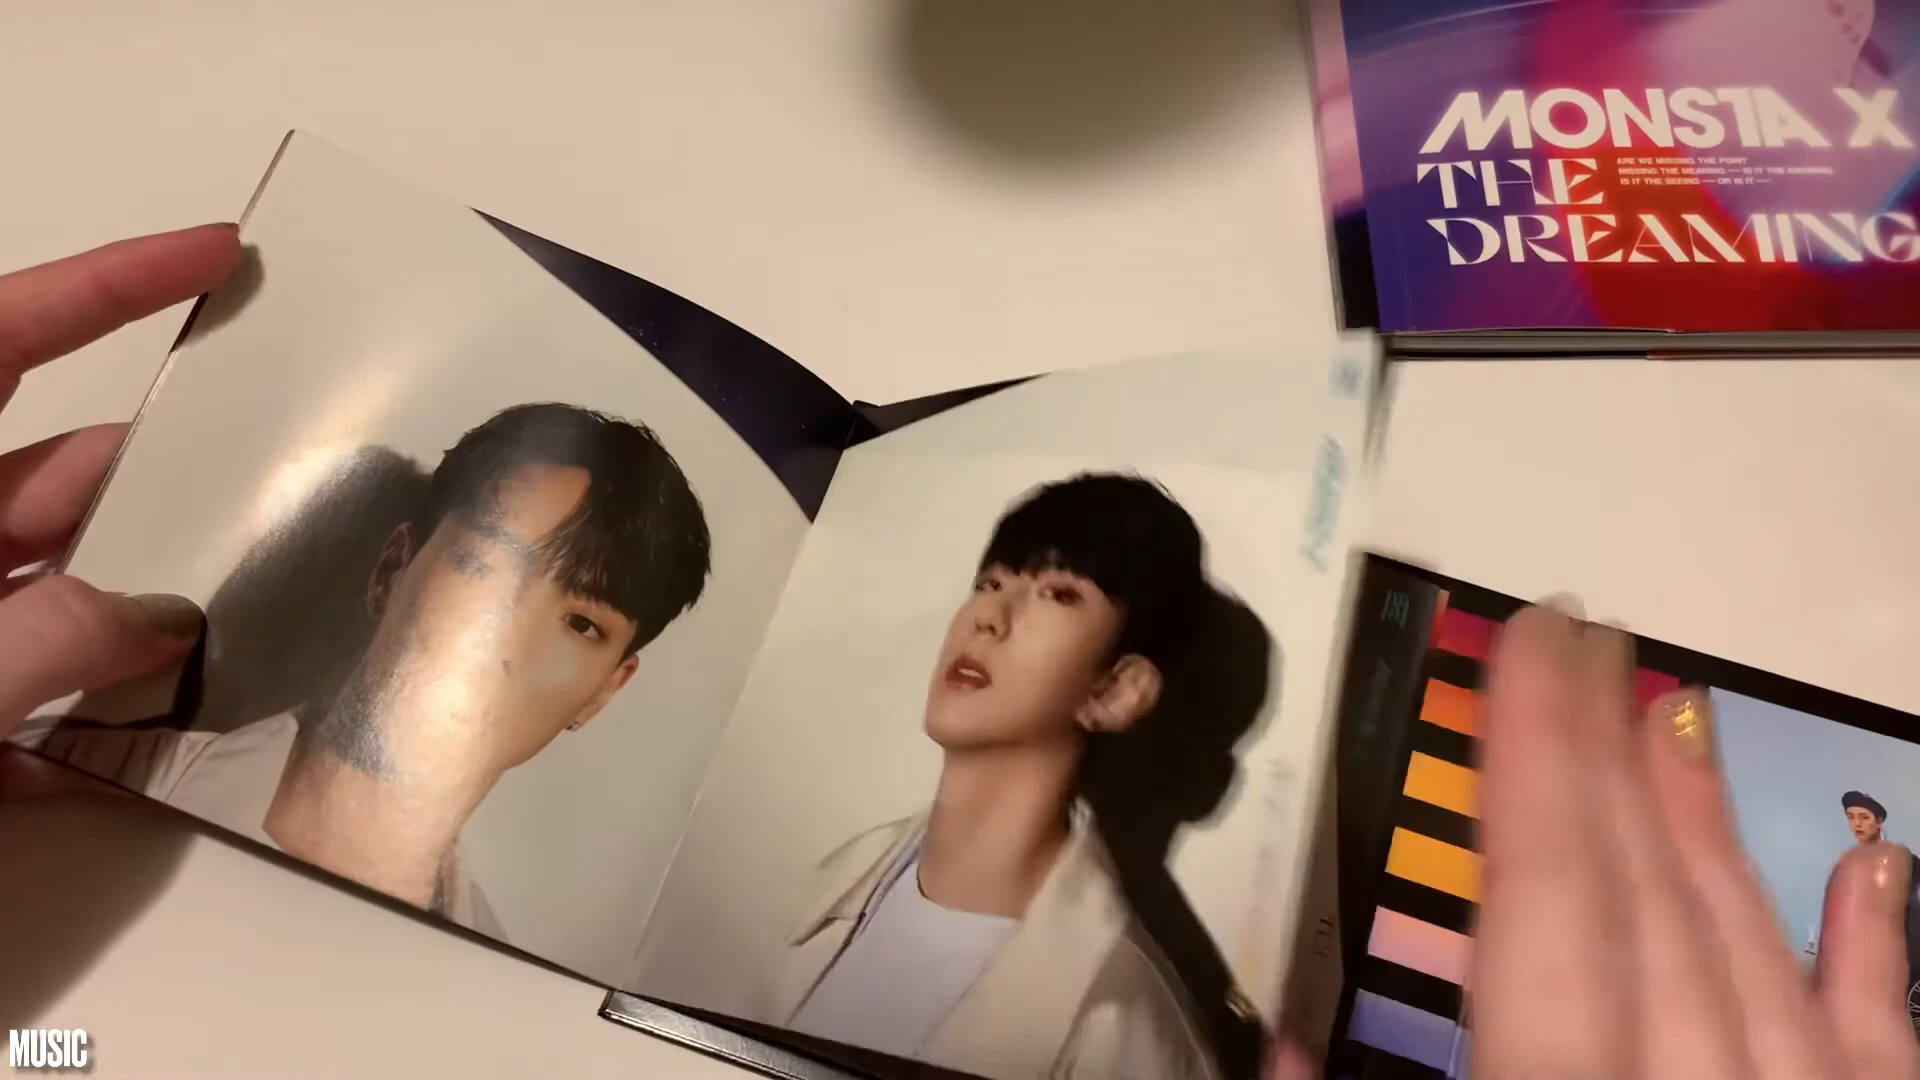 MONSTA X
THE
ARE WE MISSING THE POINT
MISSING THE MEANING — IS IT THE
IS IT THE SEEING — OR IS IT —
DREAMING
MUSIC